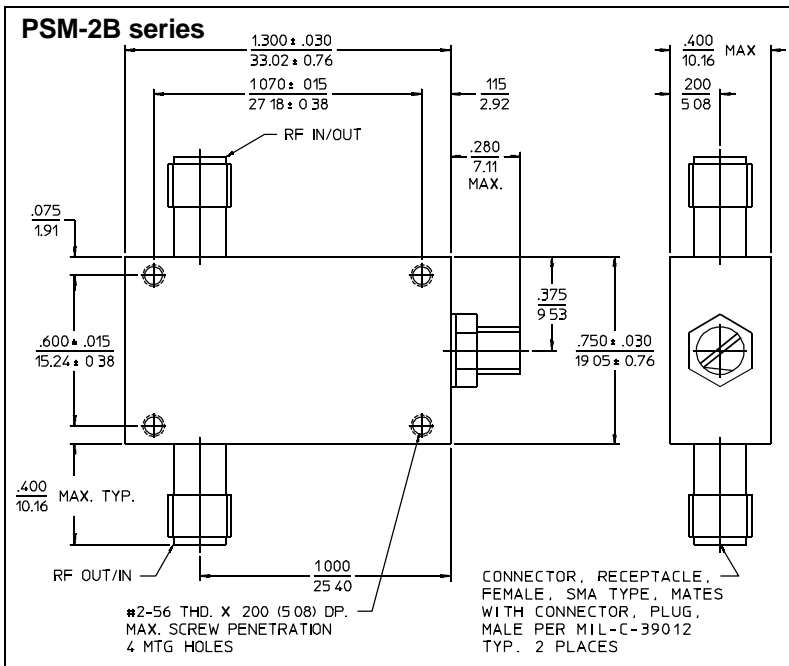 PSM-2B series
1.300 ± .030
33.02 ± 0.76
1070 ± 015
27 18 ± 0 38
115
2.92
.400
10.16
MAX
200
5 08
RF IN/OUT
.280
7.11
MAX.
.075
1.91
.375
9 53
.600 ± .015
15.24 ± 0 38
.750 ± .030
19 05 ± 0.76
.400
10.16
MAX. TYP.
RF OUT/IN
1 000
25 40
#2-56 THD. X 200 (5 08) DP.
MAX. SCREW PENETRATION
4 MTG HOLES
CONNECTOR, RECEPTACLE,
FEMALE, SMA TYPE, MATES
WITH CONNECTOR, PLUG,
MALE PER MIL-C-39012
TYP. 2 PLACES